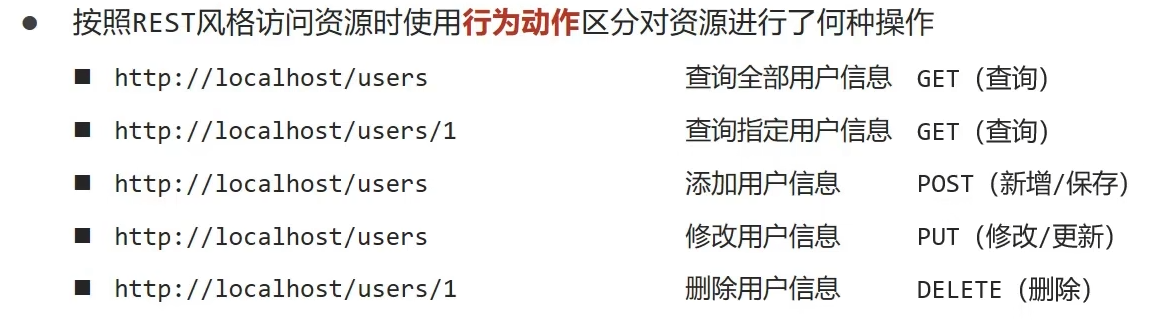 ● 按照REST风格访问资源时使用行为动作区分对资源进行了何种操作
■ http://localhost/users 查询全部用户信息 GET（查询）
■ http://localhost/users/1 查询指定用户信息 GET（查询）
■ http://localhost/users 添加用户信息 POST（新增/保存）
■ http://localhost/users 修改用户信息 PUT（修改/更新）
■ http://localhost/users/1 删除用户信息 DELETE（删除）